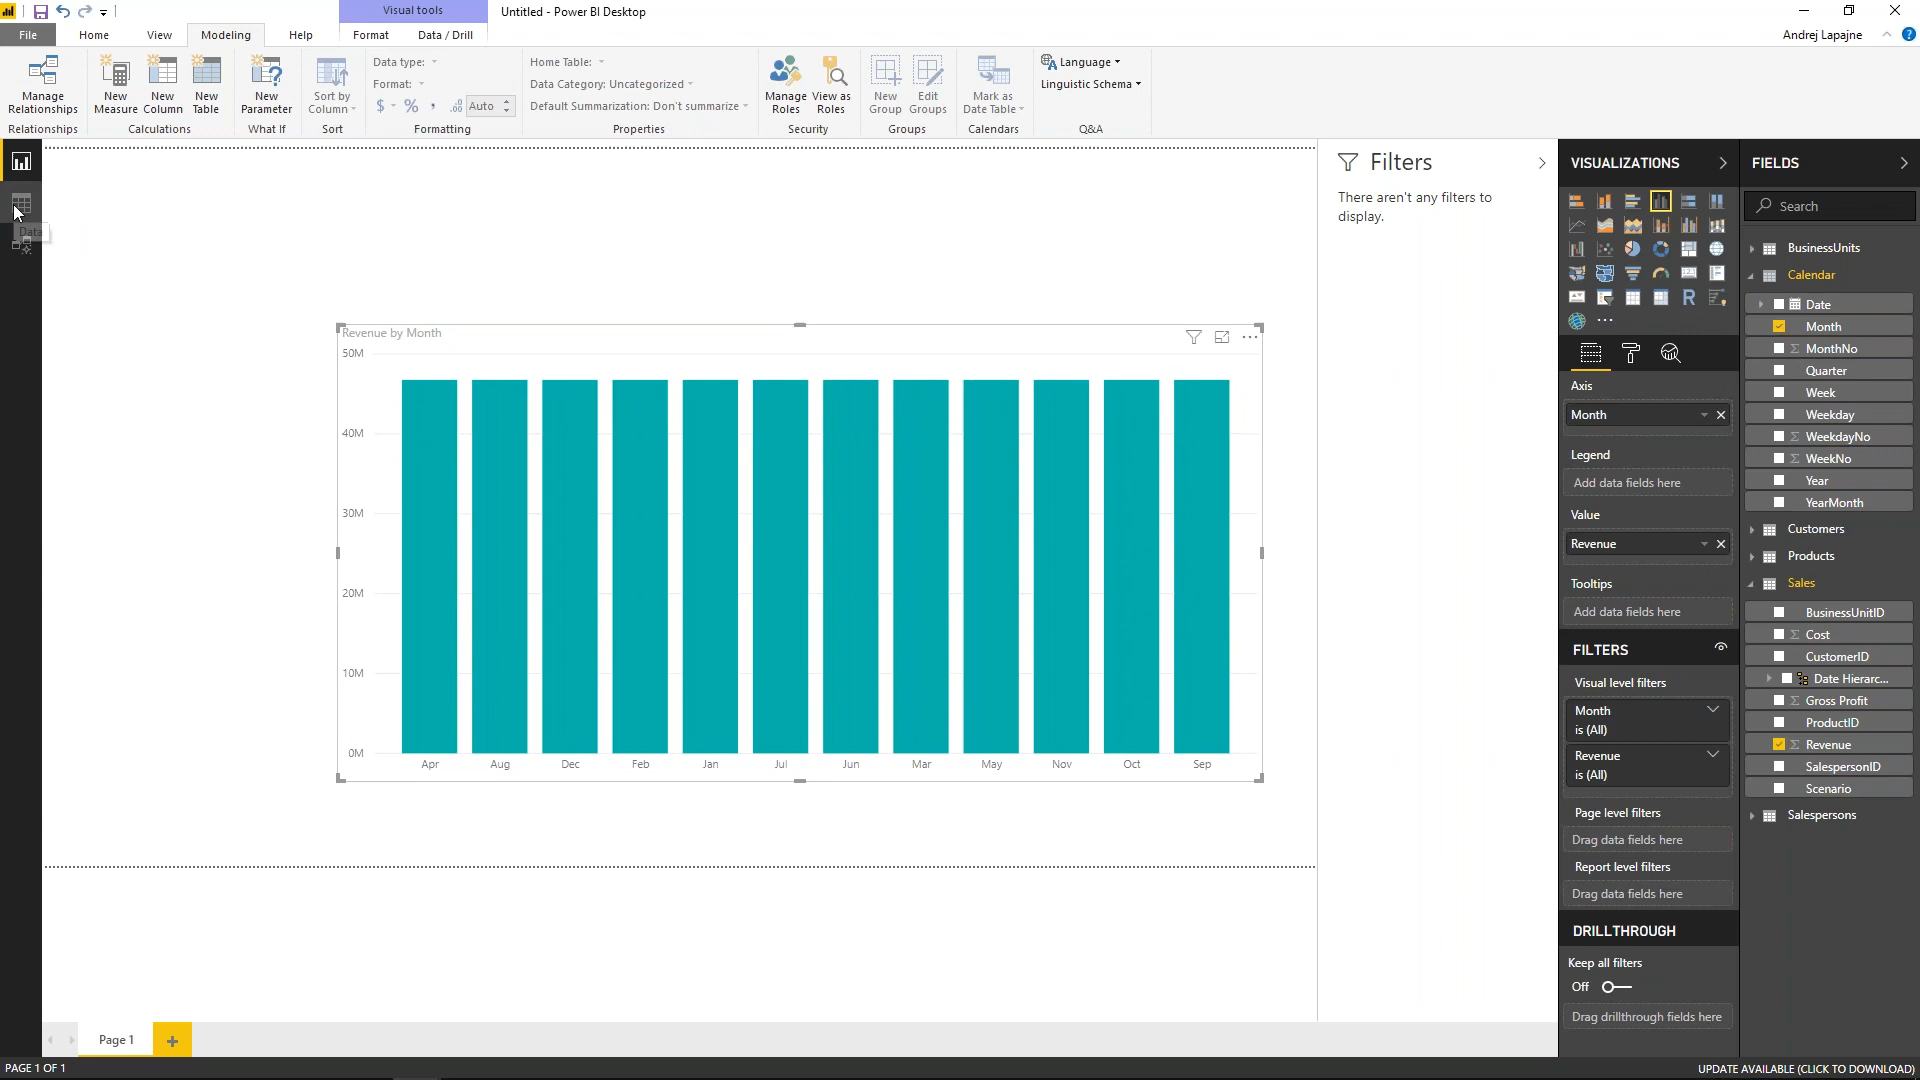 Visual tools
Untitled - Power BI Desktop
File
Home
View
Modeling
Help
Format
Data / Drill
Andrej Lapajne
?
Manage Relationships
New Measure
New Column
New Table
New Parameter
Sort by Column
Data type:
Format:
$ % , .00 Auto
Home Table:
Data Category: Uncategorized
Default Summarization: Don't summarize
Manage Roles
View as Roles
New Group
Edit Groups
Mark as Date Table
Language
Linguistic Schema
Relationships
Calculations
What If
Sort
Formatting
Properties
Security
Groups
Calendars
Q&A
Data
Revenue by Month
50M
40M
30M
20M
10M
0M
Apr Aug Dec Feb Jan Jul Jun Mar May Nov Oct Sep
Filters
There aren't any filters to
display.
VISUALIZATIONS
R
Axis
Month
Legend
Add data fields here
Value
Revenue
Tooltips
Add data fields here
FILTERS
Visual level filters
Month
is (All)
Revenue
is (All)
Page level filters
Drag data fields here
Report level filters
Drag data fields here
DRILLTHROUGH
Keep all filters
Off
Drag drillthrough fields here
FIELDS
Search
BusinessUnits
Calendar
Date
Month
Σ MonthNo
Quarter
Week
Weekday
Σ WeekdayNo
Σ WeekNo
Year
YearMonth
Customers
Products
Sales
BusinessUnitID
Σ Cost
CustomerID
Date Hierarc...
Σ Gross Profit
ProductID
Σ Revenue
SalespersonID
Scenario
Salespersons
Page 1
+
PAGE 1 OF 1
UPDATE AVAILABLE (CLICK TO DOWNLOAD)